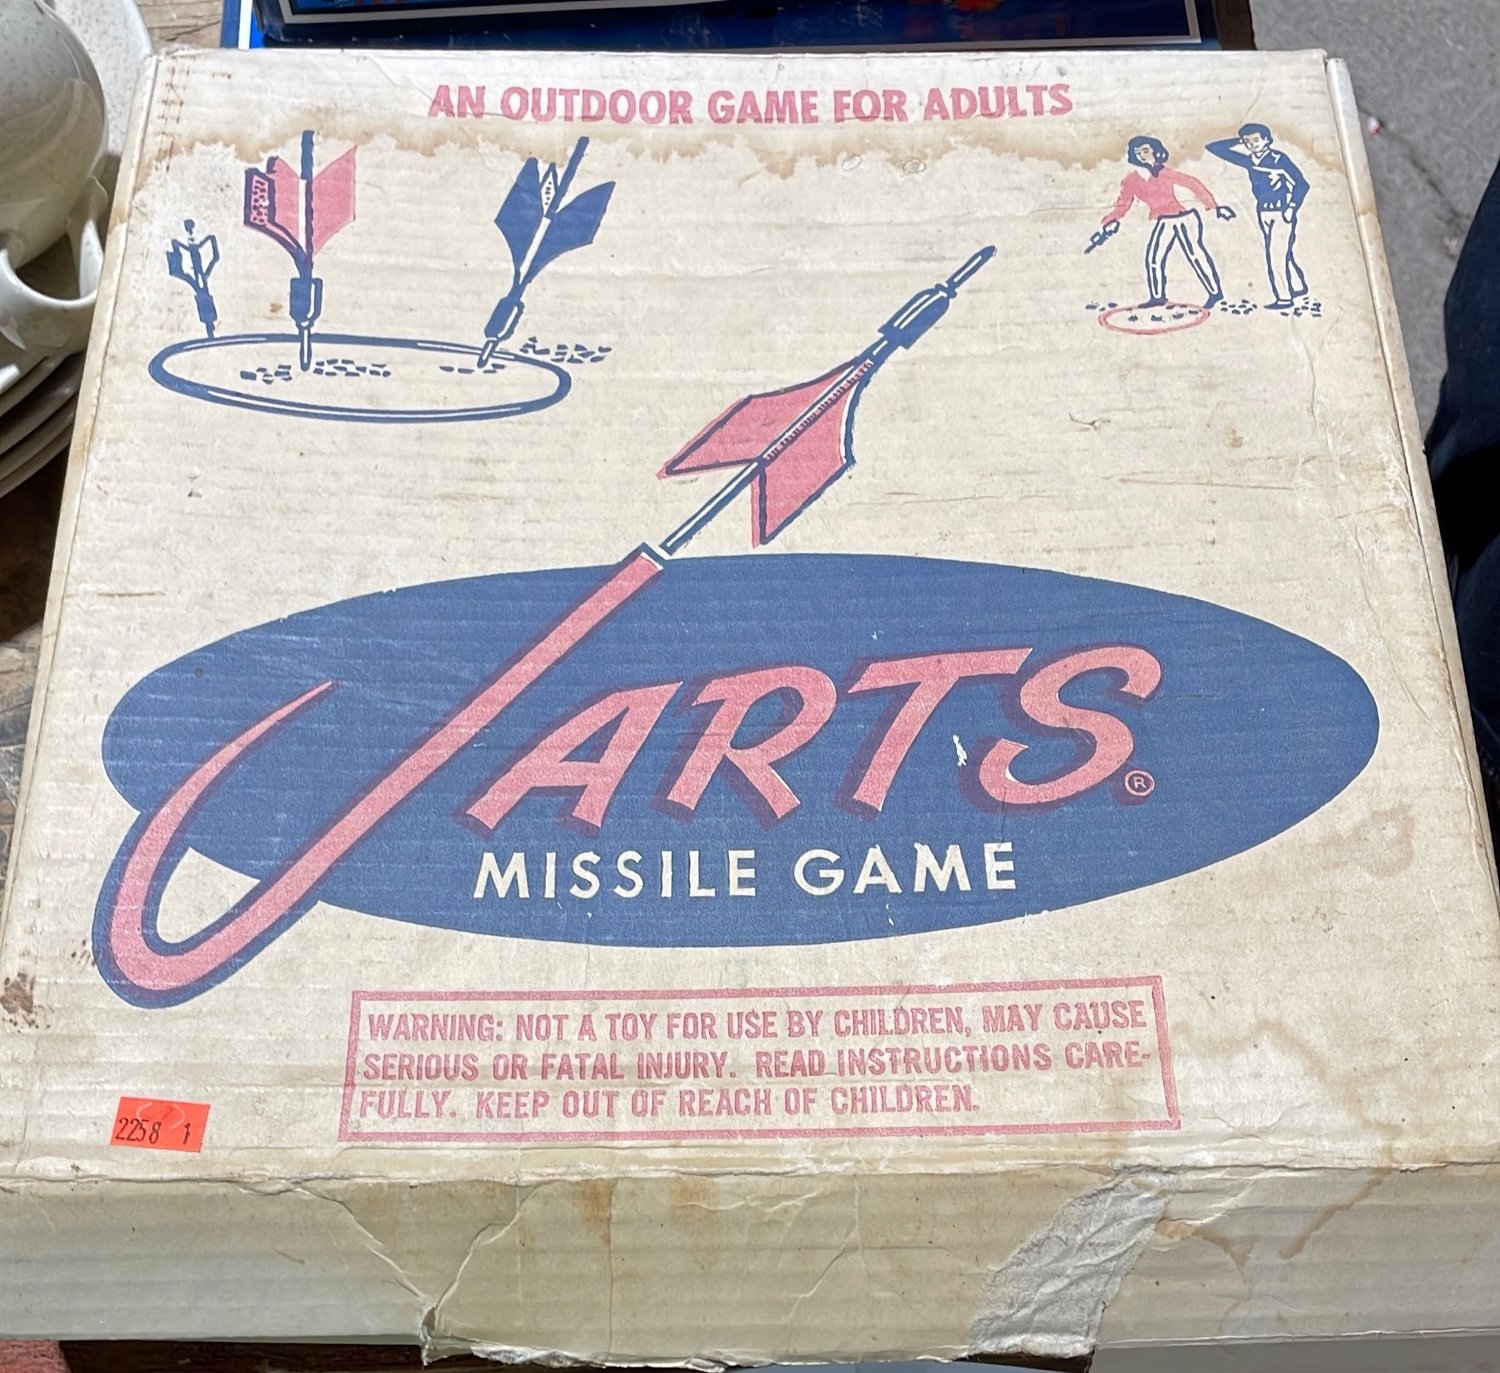 AN OUTDOOR GAME FOR ADULTS
JARTS®
MISSILE GAME
WARNING: NOT A TOY FOR USE BY CHILDREN, MAY CAUSE
SERIOUS OR FATAL INJURY. READ INSTRUCTIONS CARE-
FULLY. KEEP OUT OF REACH OF CHILDREN.
2258 1